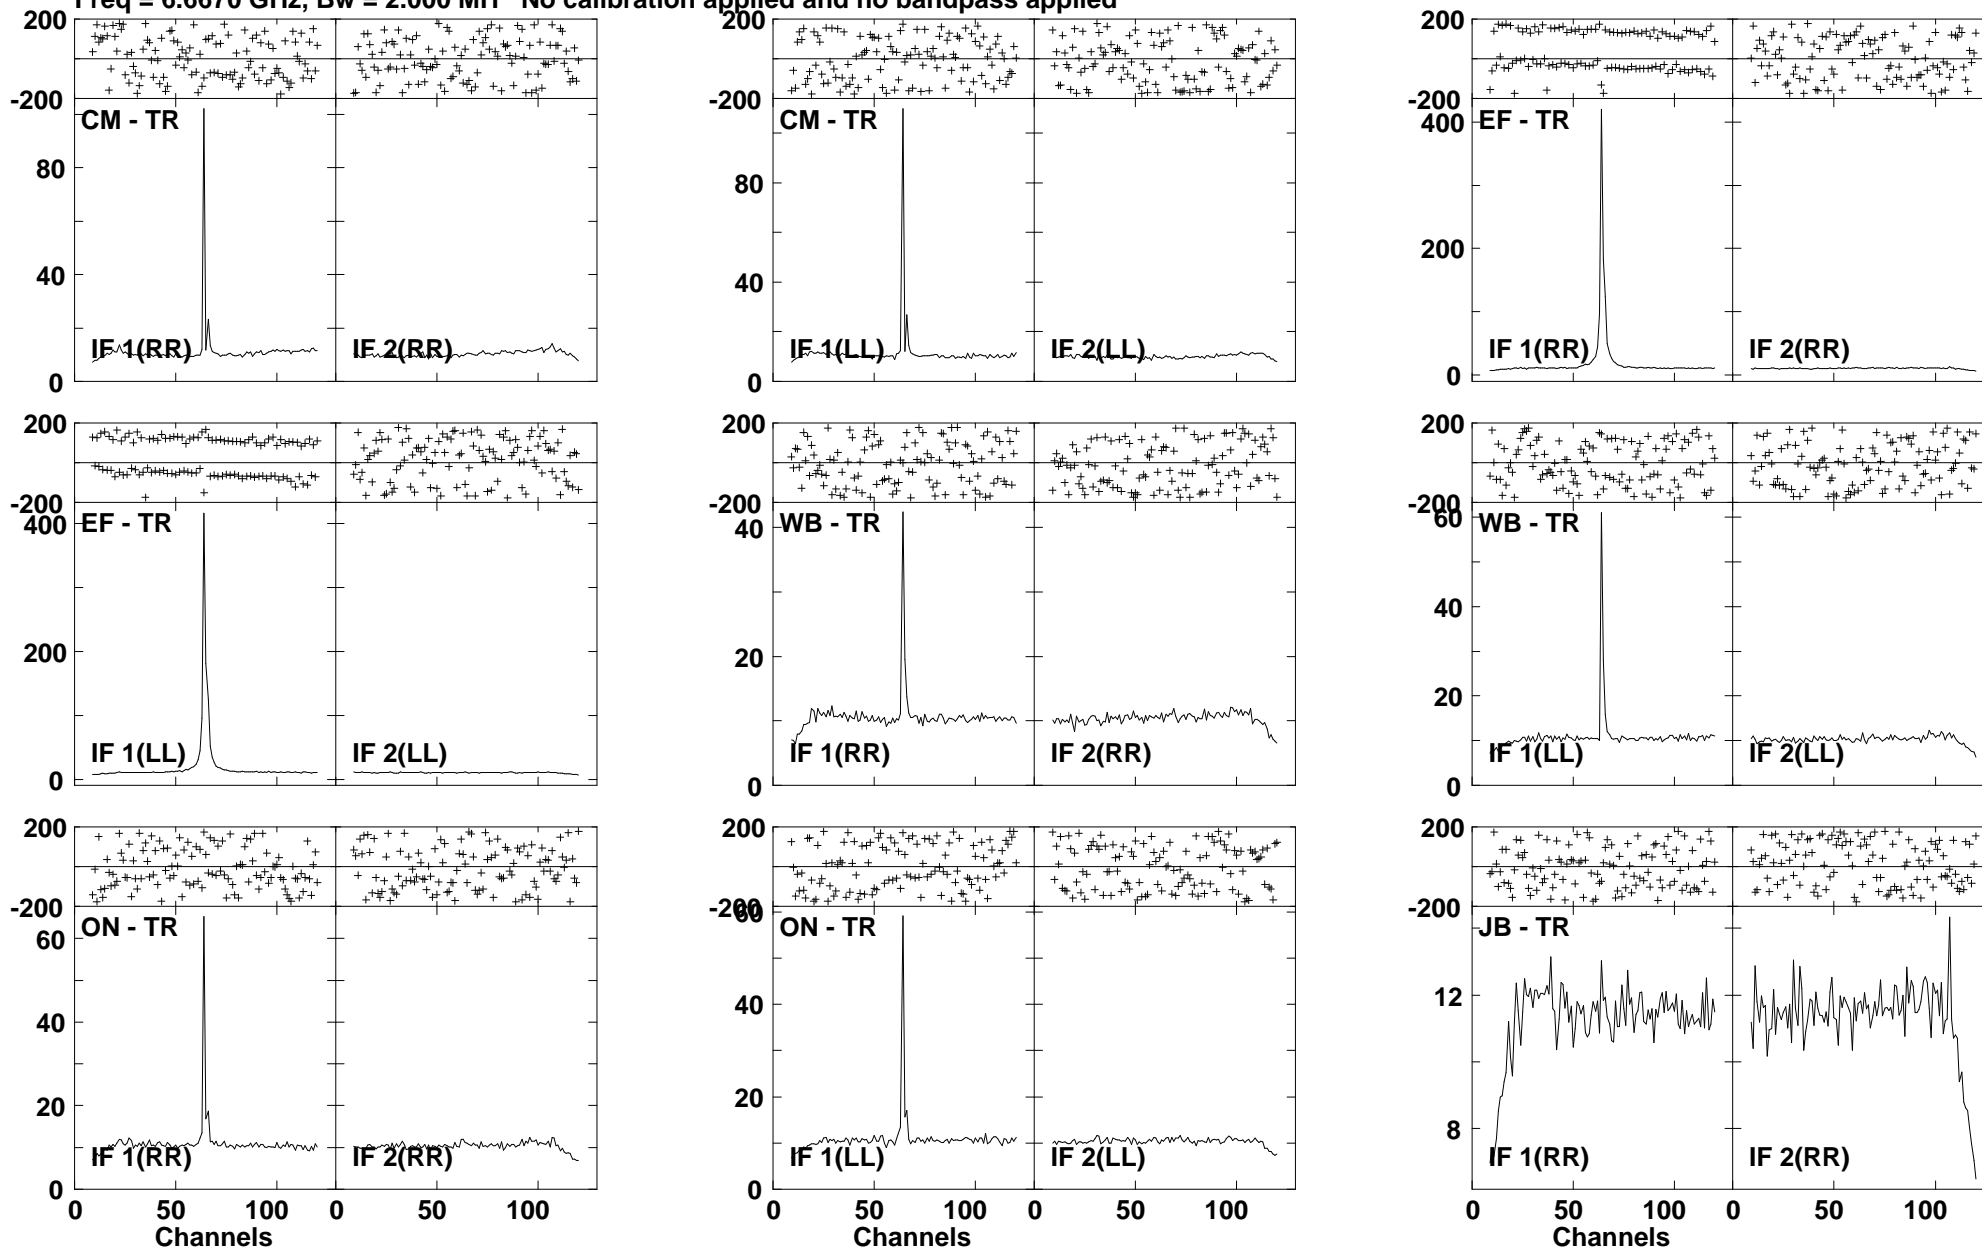 Freq = 6.6670 GHz, Bw = 2.000 MH No calibration applied and no bandpass applied
200 200 200
-200 -200 -200
CM - TR CM - TR EF - TR
400
80 80
200
40 40
IF 1(RR) IF 2(RR) IF 1(LL) IF 2(LL) IF 1(RR) IF 2(RR)
0 0 0
200 200 200
-200 -200 -200
EF - TR WB - TR WB - TR
400 40 60
40
200 20
20
IF 1(LL) IF 2(LL) IF 1(RR) IF 2(RR) IF 1(LL) IF 2(LL)
0 0 0
200 200 200
-200 -200 -200
ON - TR ON - TR JB - TR
60 60
12
40 40
20 20
8
IF 1(RR) IF 2(RR) IF 1(LL) IF 2(LL) IF 1(RR) IF 2(RR)
0 0
0 50 100 0 50 100 0 50 100 0 50 100 0 50 100 0 50 100
Channels Channels Channels